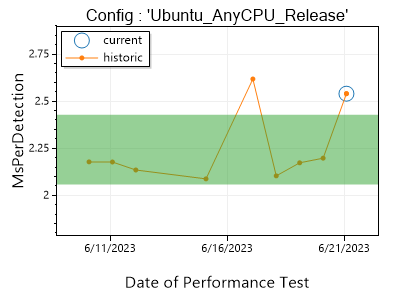 Config : 'Ubuntu_AnyCPU_Release'
current
historic
MsPerDetection
2.75
2.5
2.25
2
6/11/2023
6/16/2023
6/21/2023
Date of Performance Test